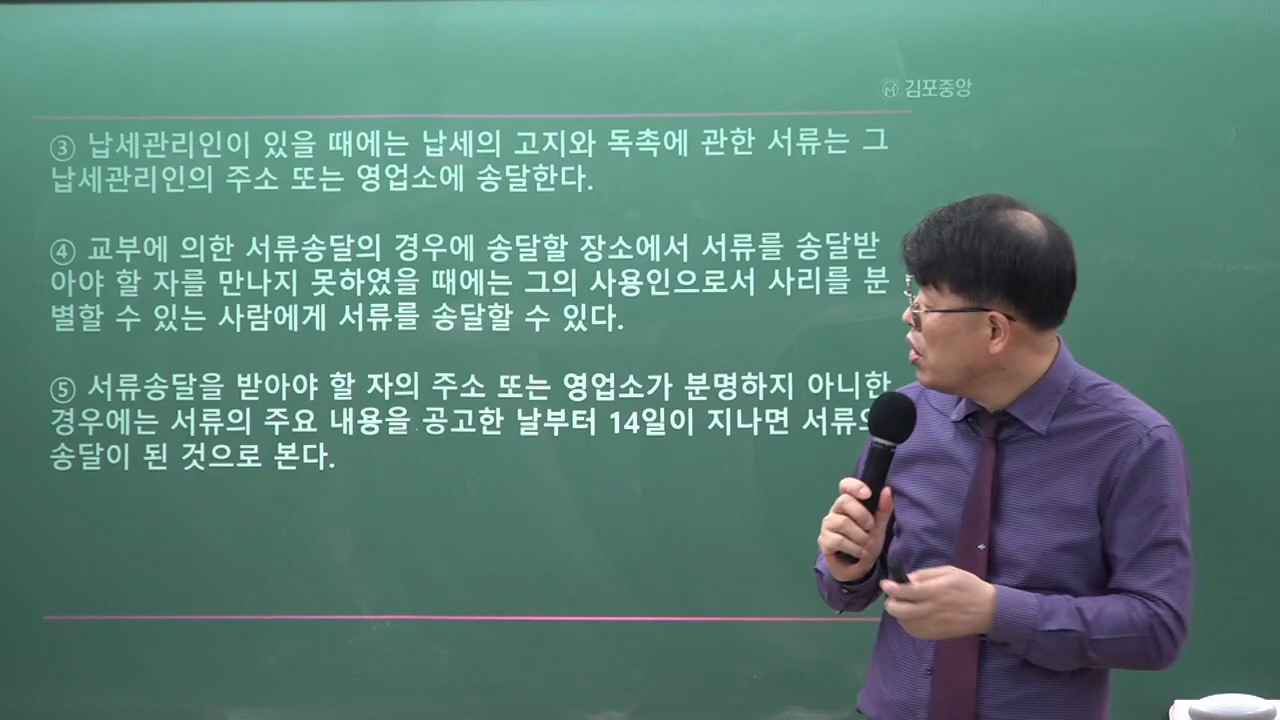 김포중앙
③ 납세관리인이 있을 때에는 납세의 고지와 독촉에 관한 서류는 그
납세관리인의 주소 또는 영업소에 송달한다.
④ 교부에 의한 서류송달의 경우에 송달할 장소에서 서류를 송달받
아야 할 자를 만나지 못하였을 때에는 그의 사용인으로서 사리를 분
별할 수 있는 사람에게 서류를 송달할 수 있다.
⑤ 서류송달을 받아야 할 자의 주소 또는 영업소가 분명하지 아니한
경우에는 서류의 주요 내용을 공고한 날부터 14일이 지나면 서류의
송달이 된 것으로 본다.